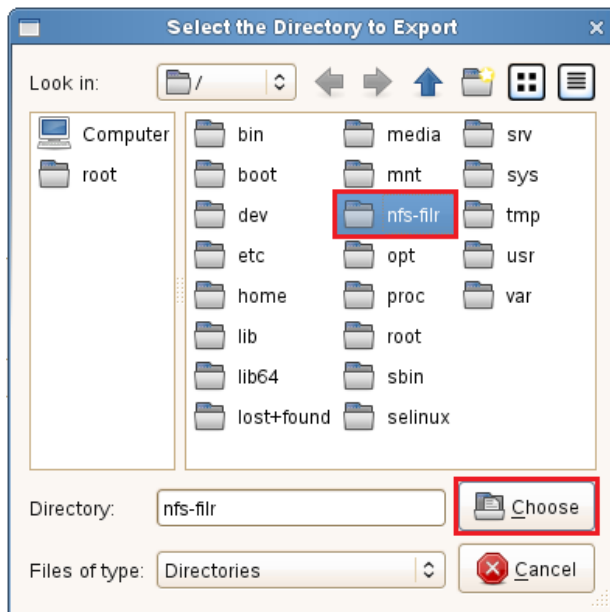 Select the Directory to Export
Look in: /
Computer
root
bin media srv
boot mnt sys
dev nfs-filr tmp
etc opt usr
home proc var
lib root
lib64 sbin
lost+found selinux
Directory: nfs-filr Choose
Files of type: Directories Cancel